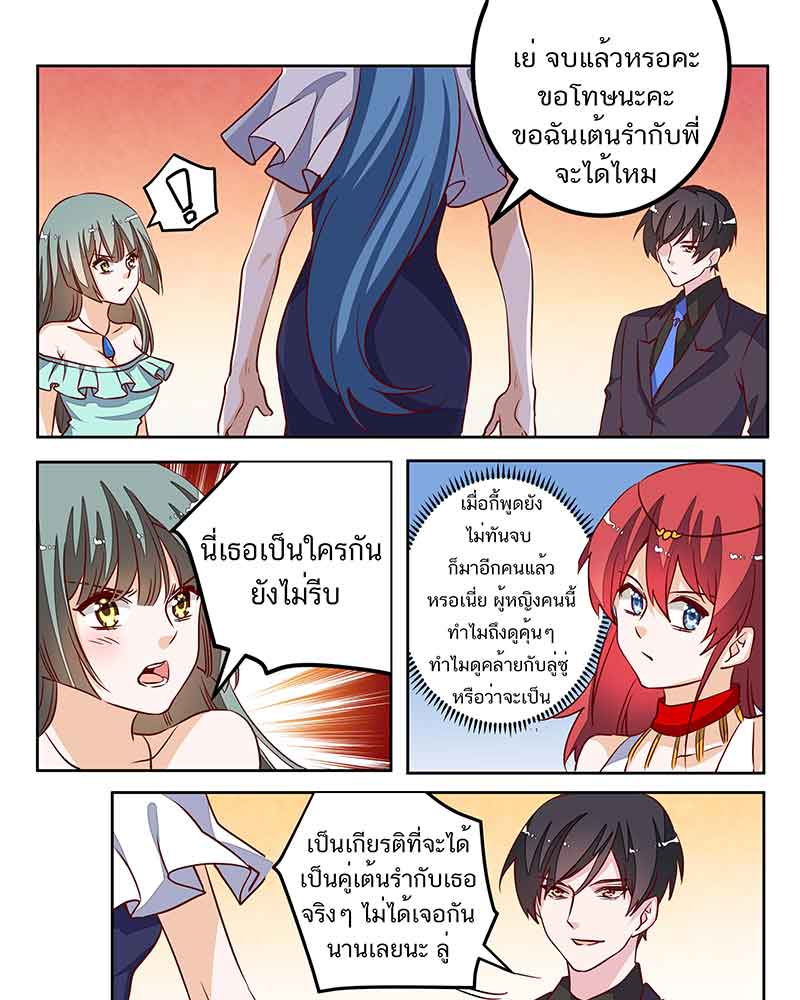 เย่ จบแล้วหรอคะ
ขอโทษนะคะ
ขอฉันเต้นรำกับพี่
จะได้ไหม
!
นี่เธอเป็นใครกัน
ยังไม่รีบ
เมื่อกี้พูดยัง
ไม่ทันจบ
ก็มาอีกคนแล้ว
หรอเนี่ย ผู้หญิงคนนี้
ทำไมถึงดูคุ้นๆ
ทำไมดูคล้ายกับลู่ซู่
หรือว่าจะเป็น
เป็นเกียรติที่จะได้
เป็นคู่เต้นรำกับเธอ
จริงๆ ไม่ได้เจอกัน
นานเลยนะ ลู่